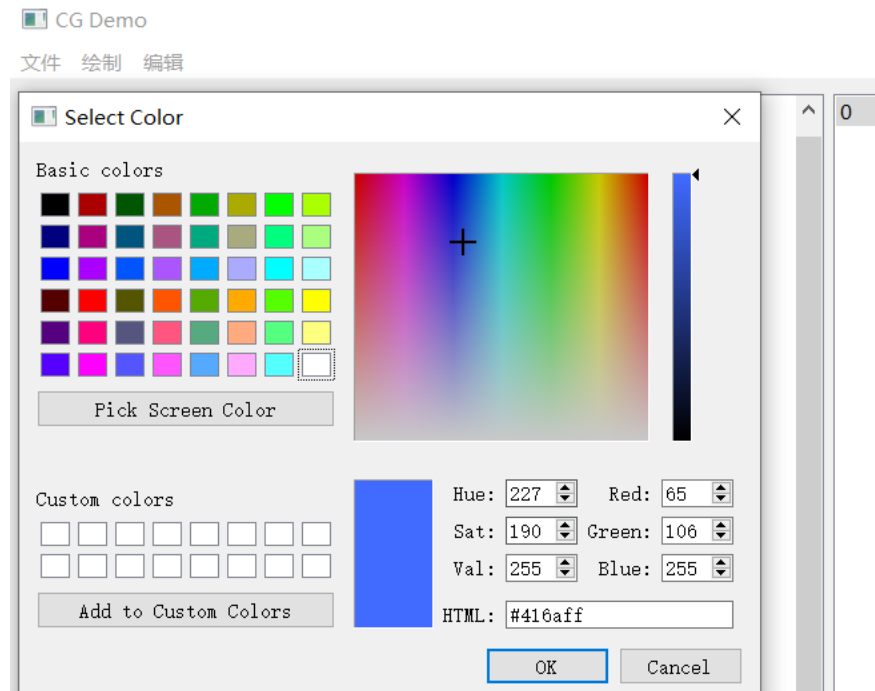 CG Demo
文件 绘制 编辑
Select Color
0
Basic colors
Pick Screen Color
Custom colors
Add to Custom Colors
Hue: 227 Red: 65
Sat: 190 Green: 106
Val: 255 Blue: 255
HTML: #416aff
OK Cancel